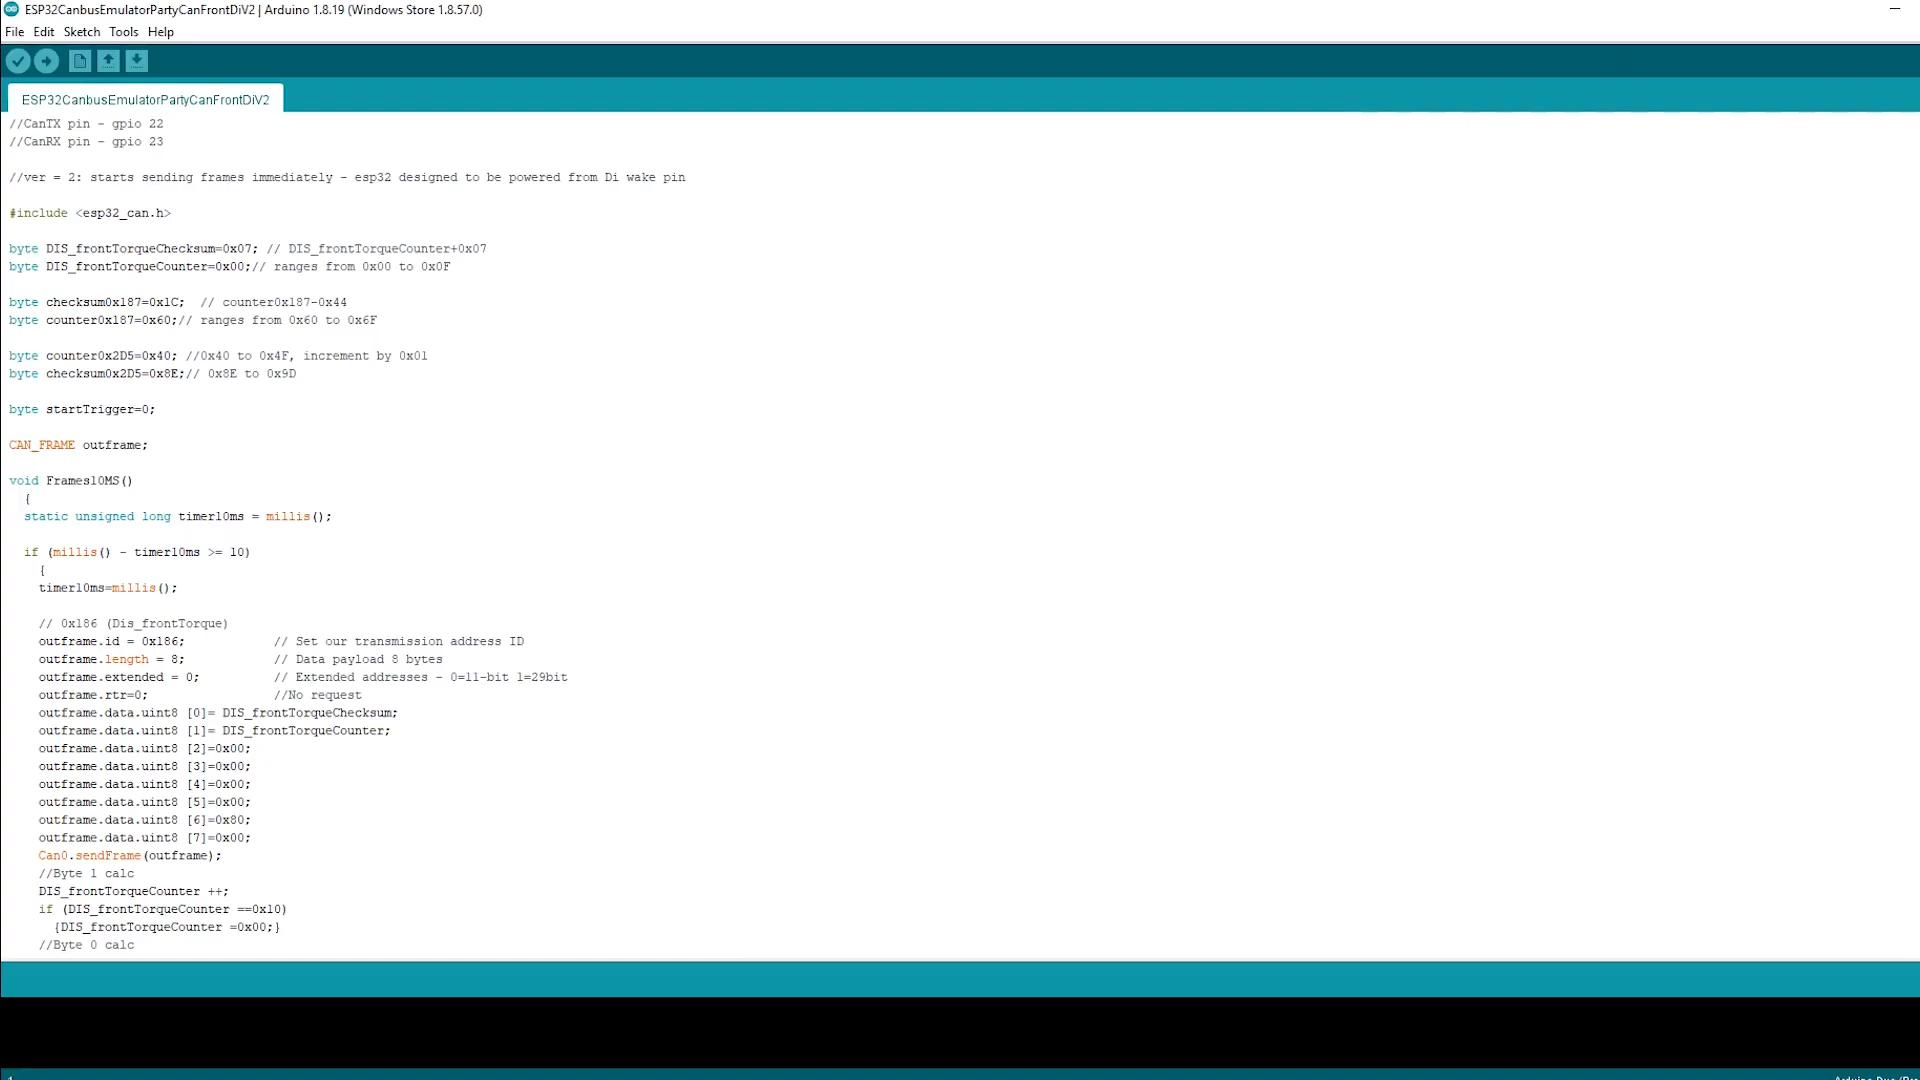 ESP32CanbusEmulatorPartyCanFrontDiV2 | Arduino 1.8.19 (Windows Store 1.8.57.0)
File Edit Sketch Tools Help
ESP32CanbusEmulatorPartyCanFrontDiV2
//CanTX pin - gpio 22
//CanRX pin - gpio 23
//ver = 2: starts sending frames immediately - esp32 designed to be powered from Di wake pin
#include <esp32_can.h>
byte DIS_frontTorqueChecksum=0x07; // DIS_frontTorqueCounter+0x07
byte DIS_frontTorqueCounter=0x00;// ranges from 0x00 to 0x0F
byte checksum0x187=0x1C;  // counter0x187-0x44
byte counter0x187=0x60;// ranges from 0x60 to 0x6F
byte counter0x2D5=0x40; //0x40 to 0x4F, increment by 0x01
byte checksum0x2D5=0x8E;// 0x8E to 0x9D
byte startTrigger=0;
CAN_FRAME outframe;
void Frames10MS()
{
static unsigned long timer10ms = millis();
if (millis() - timer10ms >= 10)
{
timer10ms=millis();
// 0x186 (Dis_frontTorque)
outframe.id = 0x186;            // Set our transmission address ID
outframe.length = 8;            // Data payload 8 bytes
outframe.extended = 0;          // Extended addresses - 0=11-bit 1=29bit
outframe.rtr=0;                 //No request
outframe.data.uint8 [0]= DIS_frontTorqueChecksum;
outframe.data.uint8 [1]= DIS_frontTorqueCounter;
outframe.data.uint8 [2]=0x00;
outframe.data.uint8 [3]=0x00;
outframe.data.uint8 [4]=0x00;
outframe.data.uint8 [5]=0x00;
outframe.data.uint8 [6]=0x80;
outframe.data.uint8 [7]=0x00;
Can0.sendFrame(outframe);
//Byte 1 calc
DIS_frontTorqueCounter ++;
if (DIS_frontTorqueCounter ==0x10)
{DIS_frontTorqueCounter =0x00;}
//Byte 0 calc